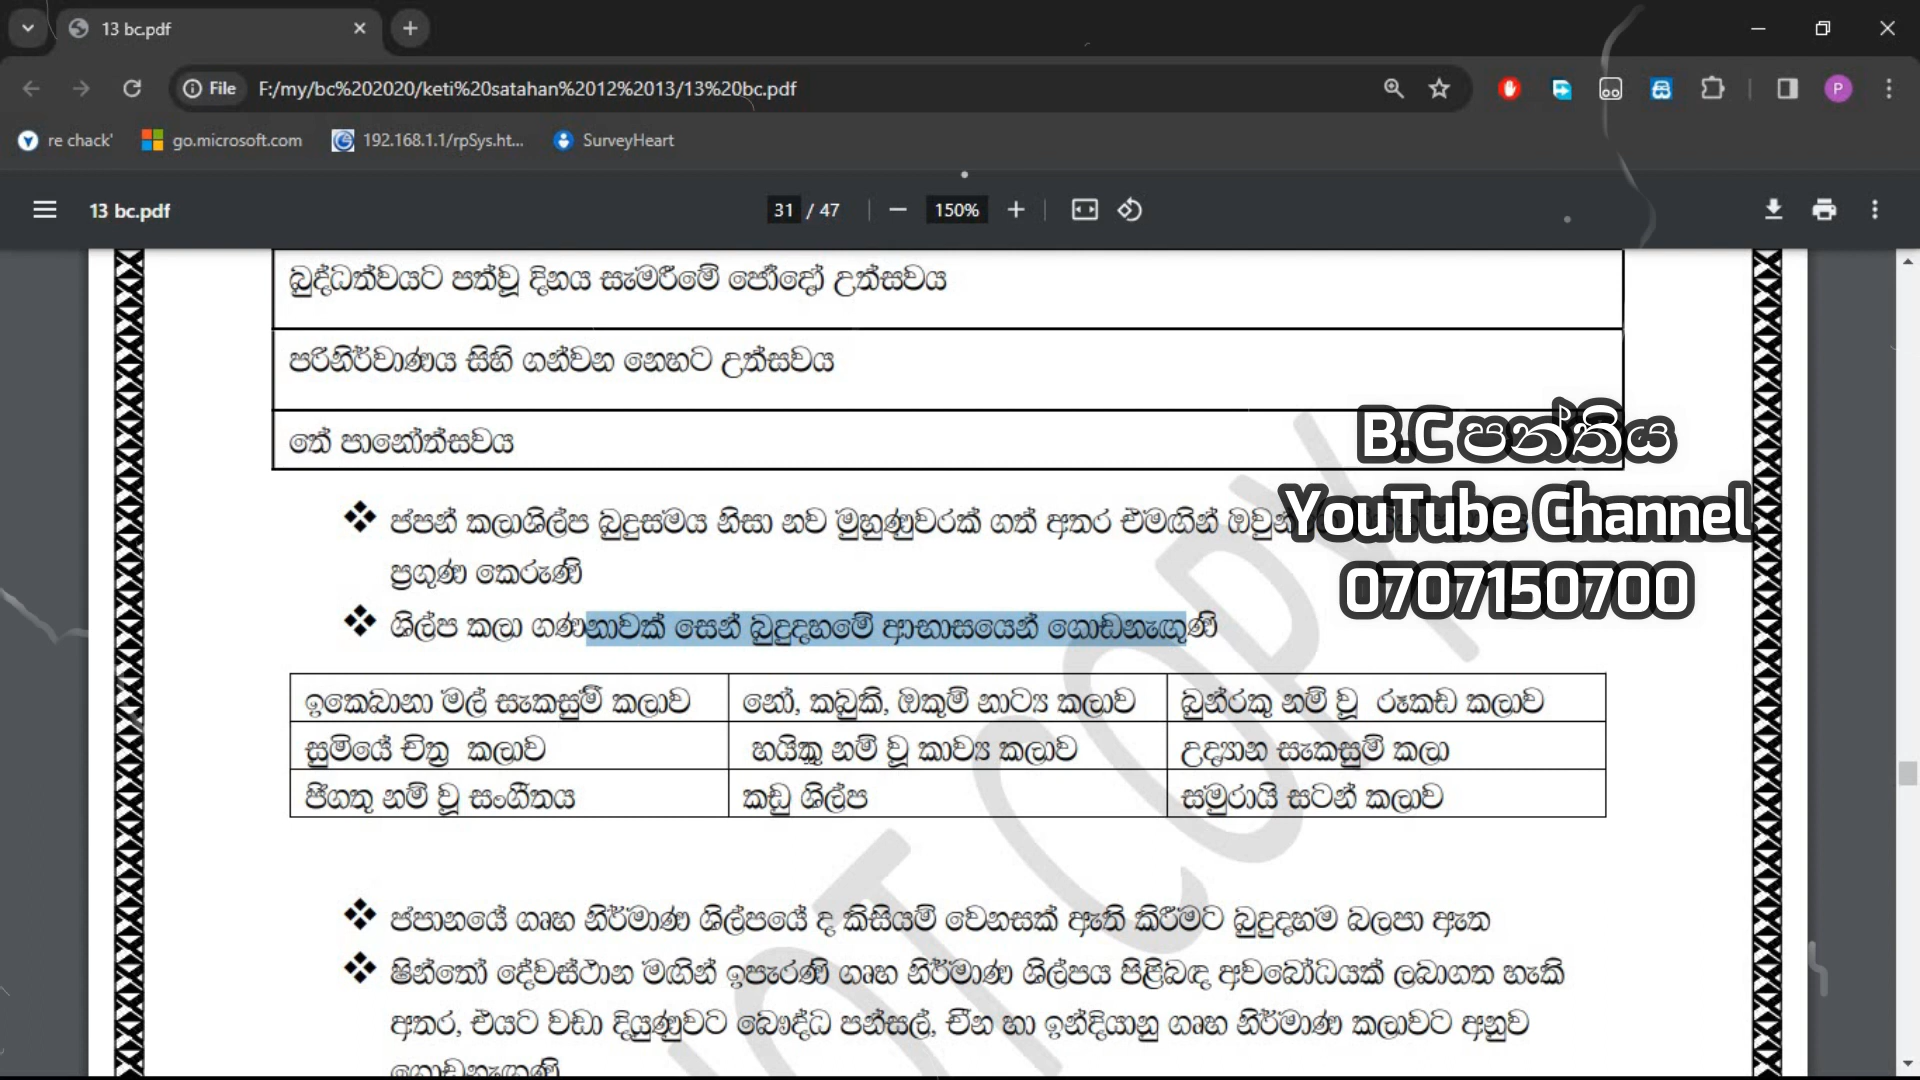 13 bc.pdf
File F:/my/bc%202020/keti%20satahan%2012%2013/13%20bc.pdf
P
re chack' go.microsoft.com 192.168.1.1/rpSys.ht... SurveyHeart
13 bc.pdf 31 / 47 150%
බුද්ධත්වයට පත්වූ දිනය සැමරීමේ ජෝදෝ උත්සවය
පරිනිර්වාණය සිහි ගන්වන නෙහට උත්සවය
තේ පානෝත්සවය
B.C පන්තිය
YouTube Channel
0707150700
ජපන් කලාශිල්ප බුදුසමය නිසා නව මුහුණුවරක් ගත් අතර එමඟින් ඔවුන්
ප්‍රගුණ කෙරුණි
ශිල්ප කලා ගණනාවක් සෙන් බුදුදහමේ ආභාසයෙන් ගොඩනැඟුණි
ඉකෙබානා මල් සැකසුම් කලාව නෝ, කබුකි, ඔකුම් නාට්‍ය කලාව බුන්රකු නම් වූ රූකඩ කලාව
සුමියේ චිත්‍ර කලාව හයිකු නම් වූ කාව්‍ය කලාව උද්‍යාන සැකසුම් කලා
පිගතු නම් වූ සංගීතය කඩු ශිල්ප සමුරායි සටන් කලාව
ජපානයේ ගෘහ නිර්මාණ ශිල්පයේ ද කිසියම් වෙනසක් ඇති කිරීමට බුදුදහම බලපා ඇත
ෂින්තෝ දේවස්ථාන මඟින් ඉපැරණි ගෘහ නිර්මාණ ශිල්පය පිළිබඳ අවබෝධයක් ලබාගත හැකි
අතර, එයට වඩා දියුණුවට බෞද්ධ පන්සල්, චීන හා ඉන්දියානු ගෘහ නිර්මාණ කලාවට අනුව
ගොඩනැඟුණි